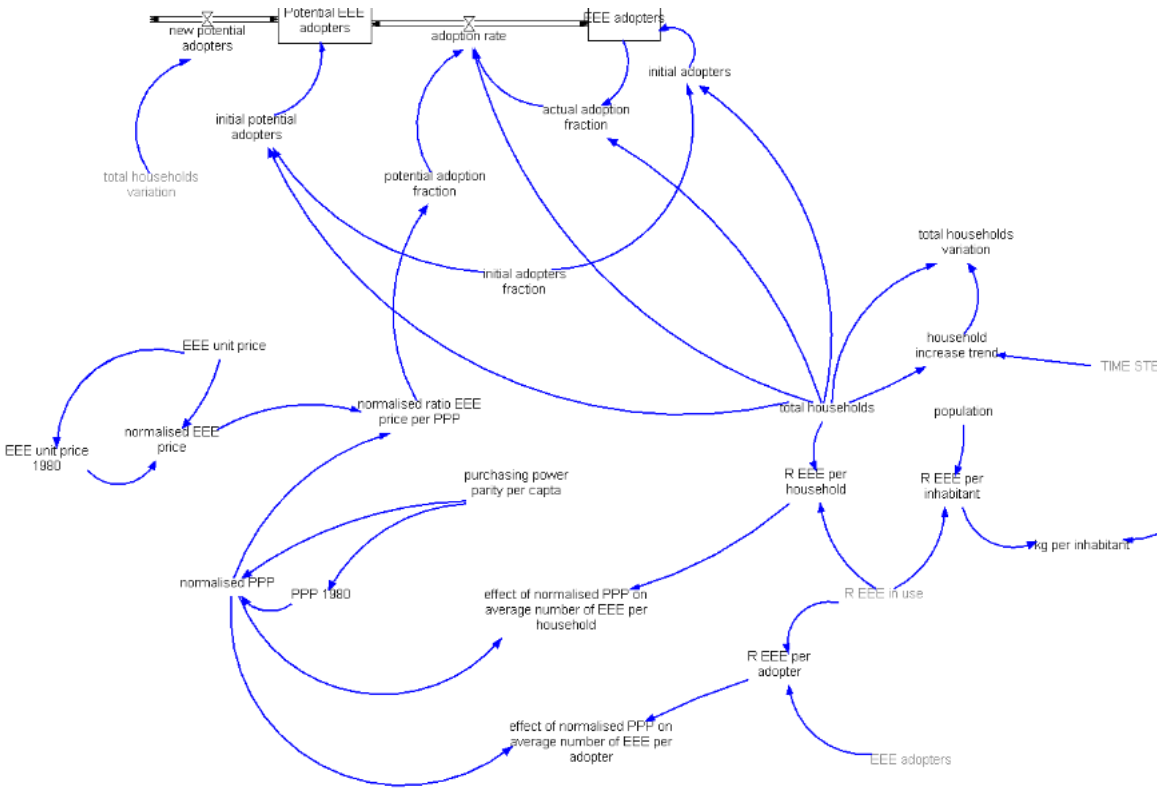 Potential EEE
adopters
EEE adopters
new potential
adopters
adoption rate
initial adopters
actual adoption
fraction
initial potential
adopters
total households
variation
potential adoption
fraction
total households
variation
initial adopters
fraction
household
increase trend
EEE unit price
TIME STE
normalised ratio EEE
price per PPP
total households
population
normalised EEE
price
EEE unit price
1980
purchasing power
parity per capta
R EEE per
household
R EEE per
inhabitant
kg per inhabitant
normalised PPP
PPP 1980
effect of normalised PPP on
average number of EEE per
household
R EEE in use
R EEE per
adopter
effect of normalised PPP on
average number of EEE per
adopter
EEE adopters